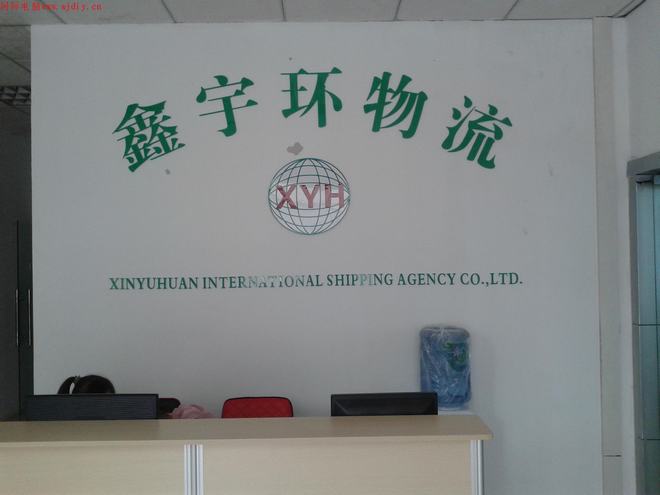 鑫宇环物流
XYH
XINYUHUAN INTERNATIONAL SHIPPING AGENCY CO.,LTD.